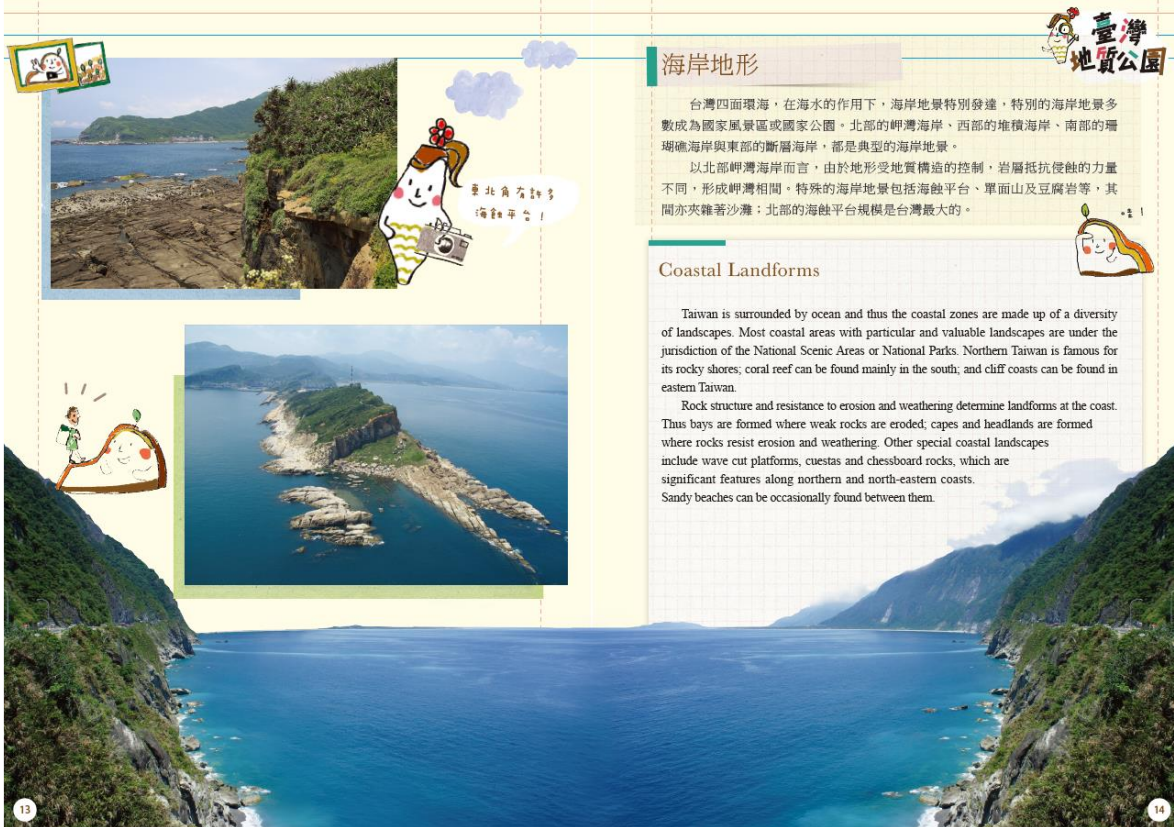 東北角有許多
海蝕平台！
13
臺灣
地質公園
海岸地形
台灣四面環海，在海水的作用下，海岸地景特別發達，特別的海岸地景多
數成為國家風景區或國家公園。北部的岬灣海岸、西部的堆積海岸、南部的珊
瑚礁海岸與東部的斷層海岸，都是典型的海岸地景。
以北部岬灣海岸而言，由於地形受地質構造的控制，岩層抵抗侵蝕的力量
不同，形成岬灣相間。特殊的海岸地景包括海蝕平台、單面山及豆腐岩等，其
間亦夾雜著沙灘；北部的海蝕平台規模是台灣最大的。
Coastal Landforms
Taiwan is surrounded by ocean and thus the coastal zones are made up of a diversity
of landscapes. Most coastal areas with particular and valuable landscapes are under the
jurisdiction of the National Scenic Areas or National Parks. Northern Taiwan is famous for
its rocky shores; coral reef can be found mainly in the south; and cliff coasts can be found in
eastern Taiwan.
Rock structure and resistance to erosion and weathering determine landforms at the coast.
Thus bays are formed where weak rocks are eroded; capes and headlands are formed
where rocks resist erosion and weathering. Other special coastal landscapes
include wave cut platforms, cuestas and chessboard rocks, which are
significant features along northern and north-eastern coasts.
Sandy beaches can be occasionally found between them.
14